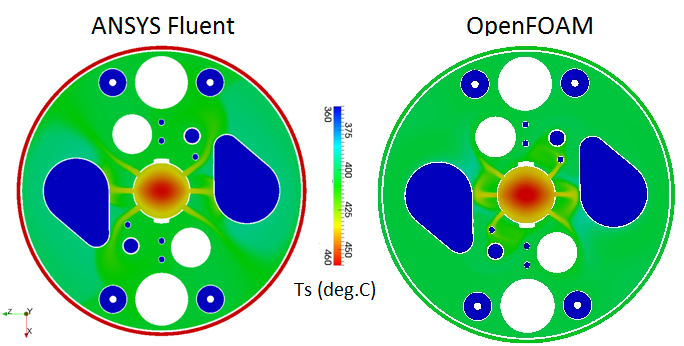 ANSYS Fluent
OpenFOAM
360
375
400
425
450
460
Ts (deg.C)
Z
Y
X